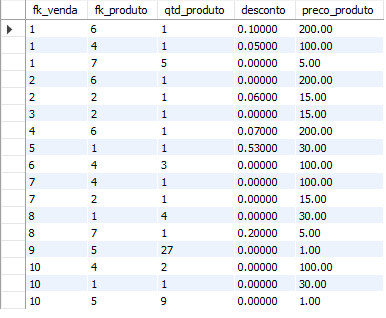 fk_venda fk_produto qtd_produto desconto preco_produto
1 6 1 0.10000 200.00
1 4 1 0.05000 100.00
1 7 5 0.00000 5.00
2 6 1 0.00000 200.00
2 2 1 0.06000 15.00
3 2 1 0.00000 15.00
4 6 1 0.07000 200.00
5 1 1 0.53000 30.00
6 4 3 0.00000 100.00
7 4 1 0.00000 100.00
7 2 1 0.00000 15.00
8 1 4 0.00000 30.00
8 7 1 0.20000 5.00
9 5 27 0.00000 1.00
10 4 2 0.00000 100.00
10 1 1 0.00000 30.00
10 5 9 0.00000 1.00